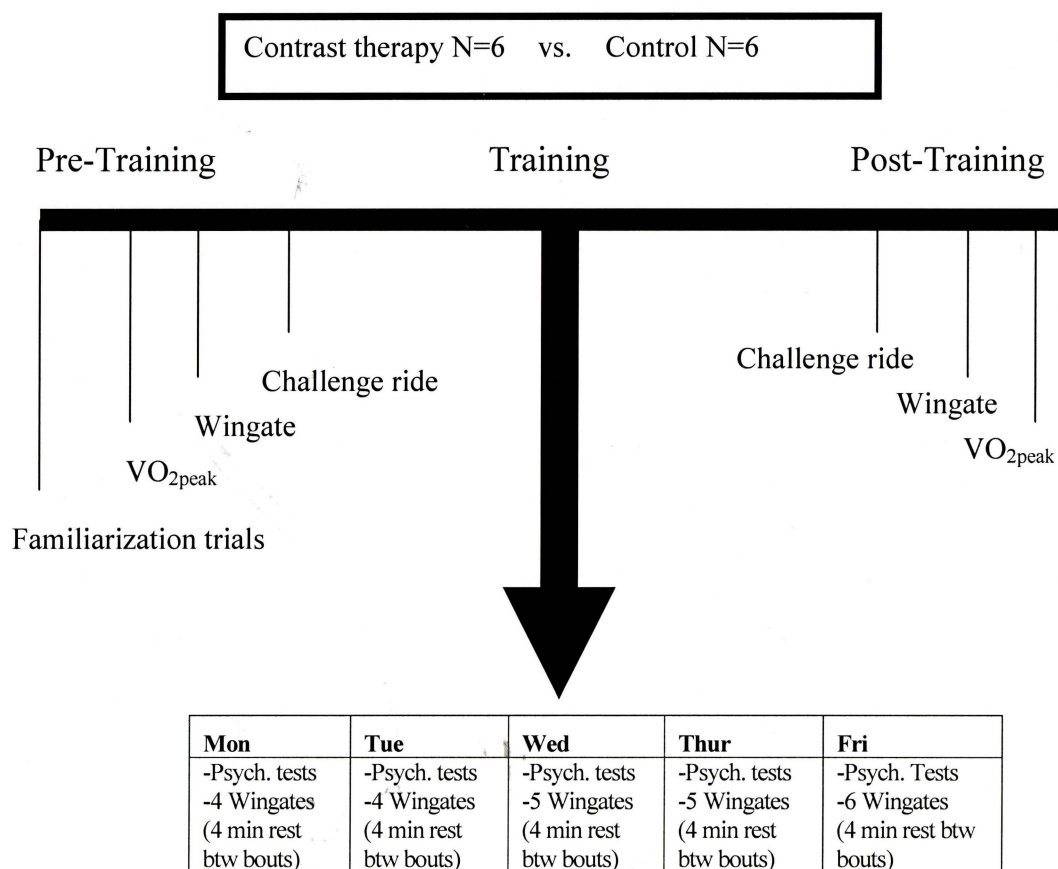 Contrast therapy N=6 vs. Control N=6
Pre-Training
Training
Post-Training
Challenge ride
Wingate
VO2peak
Familiarization trials
Challenge ride
Wingate
VO2peak
Mon
-Psych. tests
-4 Wingates
(4 min rest
btw bouts)
Tue
-Psych. tests
-4 Wingates
(4 min rest
btw bouts)
Wed
-Psych. tests
-5 Wingates
(4 min rest
btw bouts)
Thur
-Psych. tests
-5 Wingates
(4 min rest
btw bouts)
Fri
-Psych. Tests
-6 Wingates
(4 min rest btw
bouts)